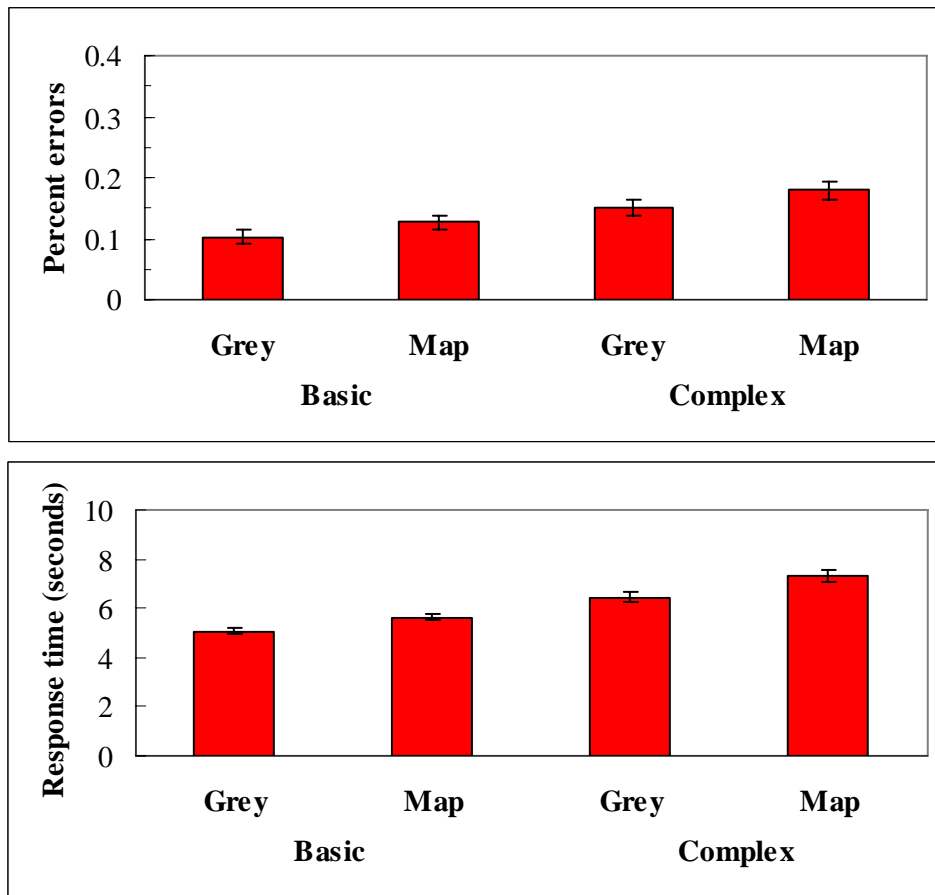 Percent errors
0.4
0.3
0.2
0.1
0
Grey Map Grey Map
Basic Complex
Response time (seconds)
10
8
6
4
2
0
Grey Map Grey Map
Basic Complex